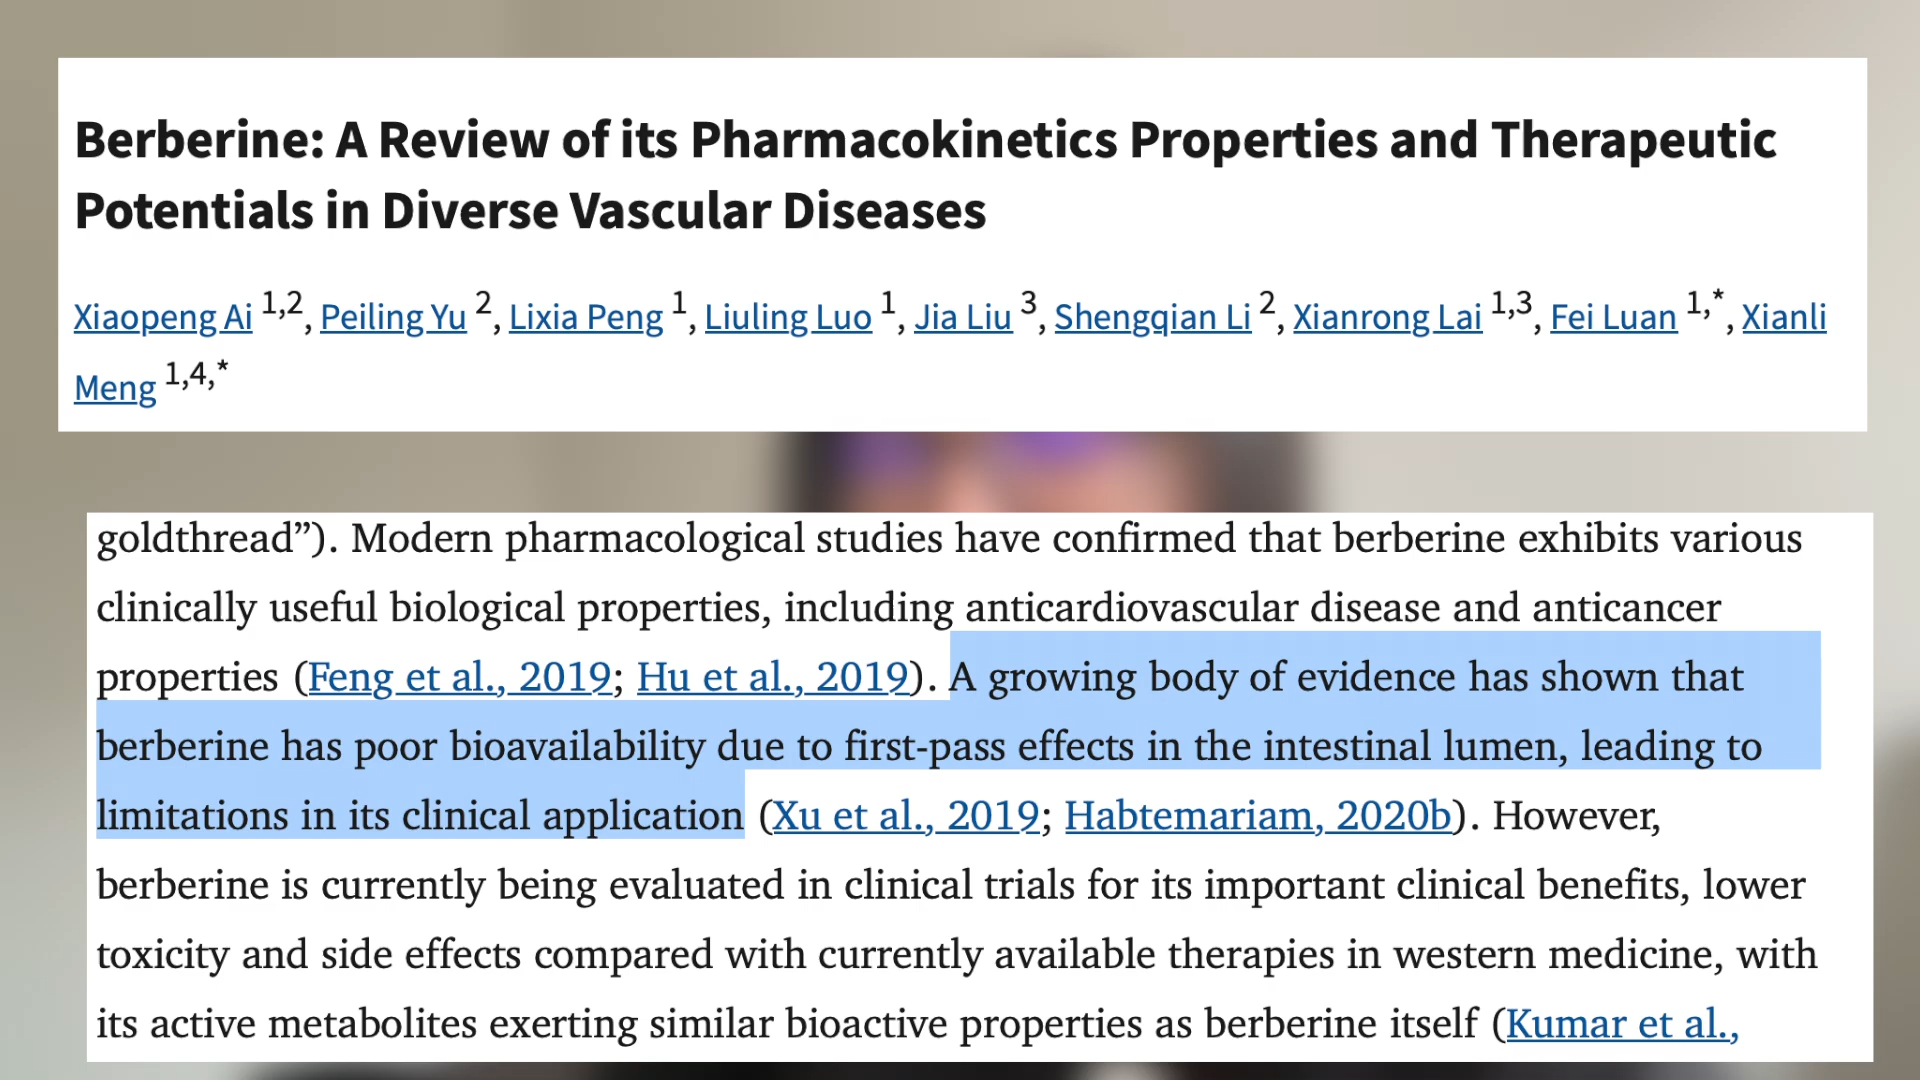 Berberine: A Review of its Pharmacokinetics Properties and Therapeutic
Potentials in Diverse Vascular Diseases
Xiaopeng Ai 1,2, Peiling Yu 2, Lixia Peng 1, Liuling Luo 1, Jia Liu 3, Shengqian Li 2, Xianrong Lai 1,3, Fei Luan 1,*, Xianli
Meng 1,4,*
goldthread”). Modern pharmacological studies have confirmed that berberine exhibits various
clinically useful biological properties, including anticardiovascular disease and anticancer
properties (Feng et al., 2019; Hu et al., 2019). A growing body of evidence has shown that
berberine has poor bioavailability due to first-pass effects in the intestinal lumen, leading to
limitations in its clinical application (Xu et al., 2019; Habtemariam, 2020b). However,
berberine is currently being evaluated in clinical trials for its important clinical benefits, lower
toxicity and side effects compared with currently available therapies in western medicine, with
its active metabolites exerting similar bioactive properties as berberine itself (Kumar et al.,